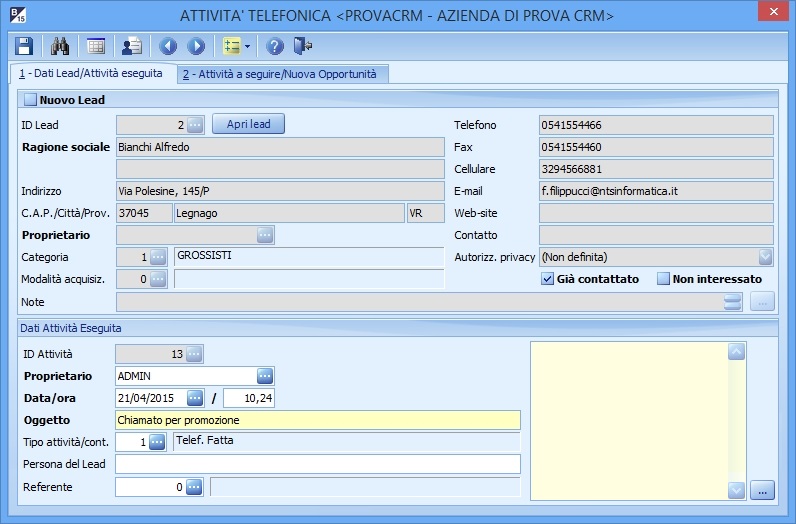 ATTIVITA' TELEFONICA <PROVACRM - AZIENDA DI PROVA CRM>
B 15
1 - Dati Lead/Attività eseguita 2 - Attività a seguire/Nuova Opportunità
Nuovo Lead
ID Lead 2 ... Apri lead Telefono 0541554466
Ragione sociale Bianchi Alfredo Fax 0541554460
Cellulare 3294566881
Indirizzo Via Polesine, 145/P E-mail f.filippucci@ntsinformatica.it
C.A.P./Città/Prov. 37045 Legnago VR Web-site
Proprietario ... Contatto
Categoria 1 ... GROSSISTI Autorizz. privacy (Non definita)
Modalità acquisiz. 0 ... Già contattato Non interessato
Note ...
Dati Attività Eseguita
ID Attività 13 ...
Proprietario ADMIN ...
Data/ora 21/04/2015 ... / 10,24
Oggetto Chiamato per promozione
Tipo attività/cont. 1 ... Telef. Fatta
Persona del Lead
Referente 0 ... ...